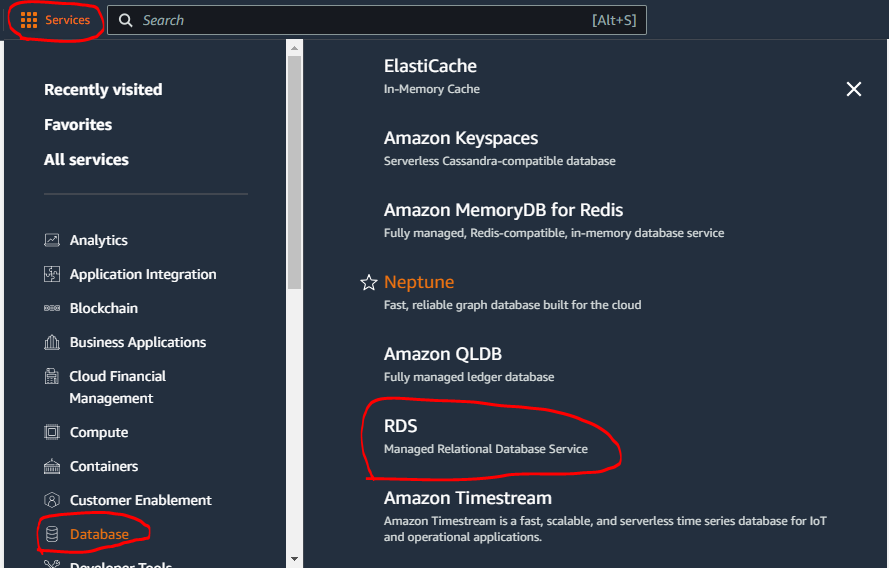 Services
Search [Alt+S]
Recently visited
Favorites
All services
Analytics
Application Integration
Blockchain
Business Applications
Cloud Financial
Management
Compute
Containers
Customer Enablement
Database
Developer Tools
ElastiCache
In-Memory Cache
Amazon Keyspaces
Serverless Cassandra-compatible database
Amazon MemoryDB for Redis
Fully managed, Redis-compatible, in-memory database service
Neptune
Fast, reliable graph database built for the cloud
Amazon QLDB
Fully managed ledger database
RDS
Managed Relational Database Service
Amazon Timestream
Amazon Timestream is a fast, scalable, and serverless time series database for IoT
and operational applications.